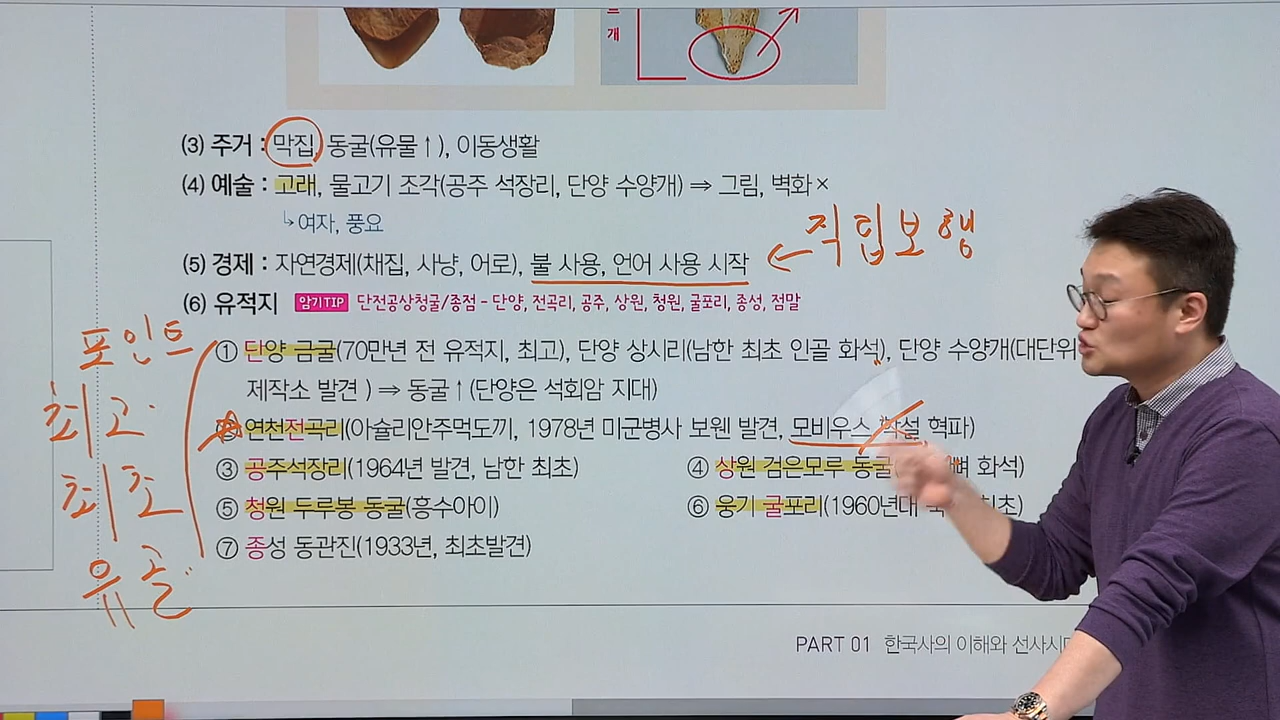 개
(3) 주거 : 막집, 동굴(유물↑), 이동생활
(4) 예술 : 고래, 물고기 조각(공주 석장리, 단양 수양개) ⇒ 그림, 벽화×
↳여자, 풍요
직립보행
(5) 경제 : 자연경제(채집, 사냥, 어로), 불 사용, 언어 사용 시작 ←
(6) 유적지 암기TIP 단전공상청굴/종점 - 단양, 전곡리, 공주, 상원, 청원, 굴포리, 종성, 점말
포인트
① 단양 금굴(70만년 전 유적지, 최고), 단양 상시리(남한 최초 인골 화석), 단양 수양개(대단위
제작소 발견 ) ⇒ 동굴↑(단양은 석회암 지대)
최고
연천전곡리(아슐리안주먹도끼, 1978년 미군병사 보웬 발견, 모비우스 학설 혁파)
③ 공주석장리(1964년 발견, 남한 최초) ④ 상원 검은모루 동굴( 화석)
최초
⑤ 청원 두루봉 동굴(흥수아이) ⑥ 웅기 굴포리(1960년대 최초)
⑦ 종성 동관진(1933년, 최초발견)
유골
PART 01 한국사의 이해와 선사시